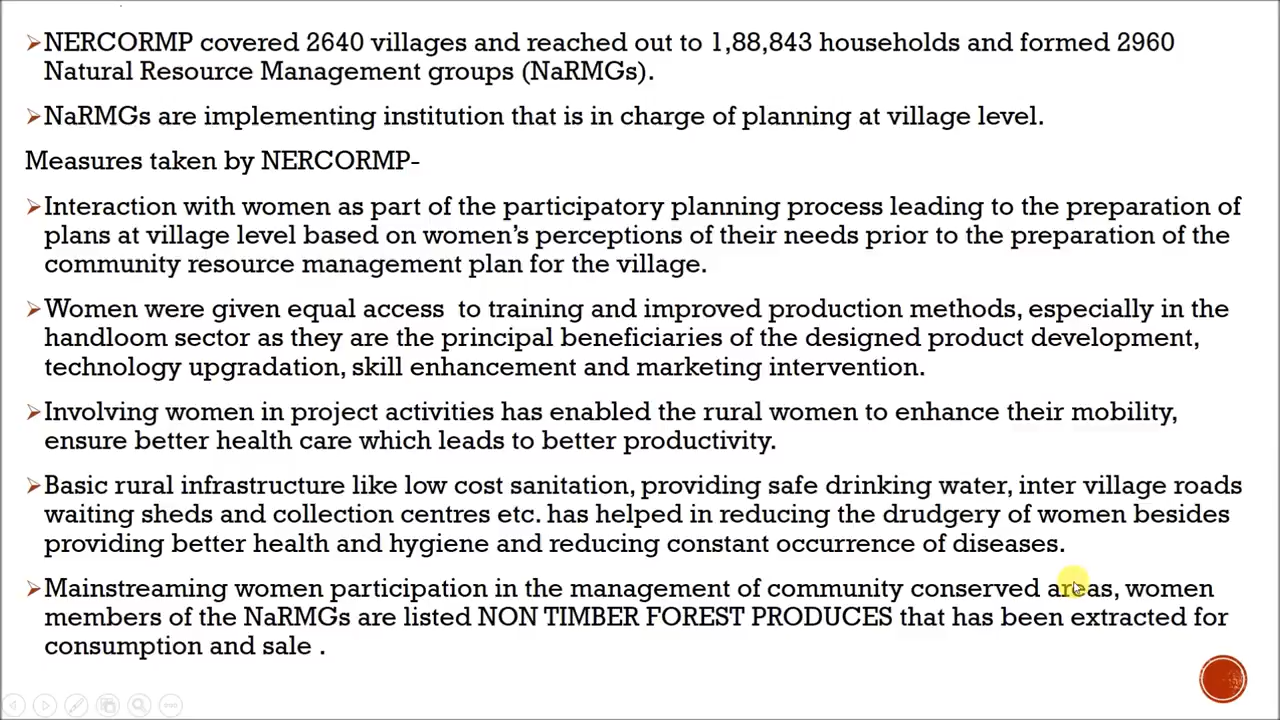 ➢NERCORMP covered 2640 villages and reached out to 1,88,843 households and formed 2960
Natural Resource Management groups (NaRMGs).
➢NaRMGs are implementing institution that is in charge of planning at village level.
Measures taken by NERCORMP-
➢Interaction with women as part of the participatory planning process leading to the preparation of
plans at village level based on women’s perceptions of their needs prior to the preparation of the
community resource management plan for the village.
➢Women were given equal access  to training and improved production methods, especially in the
handloom sector as they are the principal beneficiaries of the designed product development,
technology upgradation, skill enhancement and marketing intervention.
➢Involving women in project activities has enabled the rural women to enhance their mobility,
ensure better health care which leads to better productivity.
➢Basic rural infrastructure like low cost sanitation, providing safe drinking water, inter village roads
waiting sheds and collection centres etc. has helped in reducing the drudgery of women besides
providing better health and hygiene and reducing constant occurrence of diseases.
➢Mainstreaming women participation in the management of community conserved areas, women
members of the NaRMGs are listed NON TIMBER FOREST PRODUCES that has been extracted for
consumption and sale .